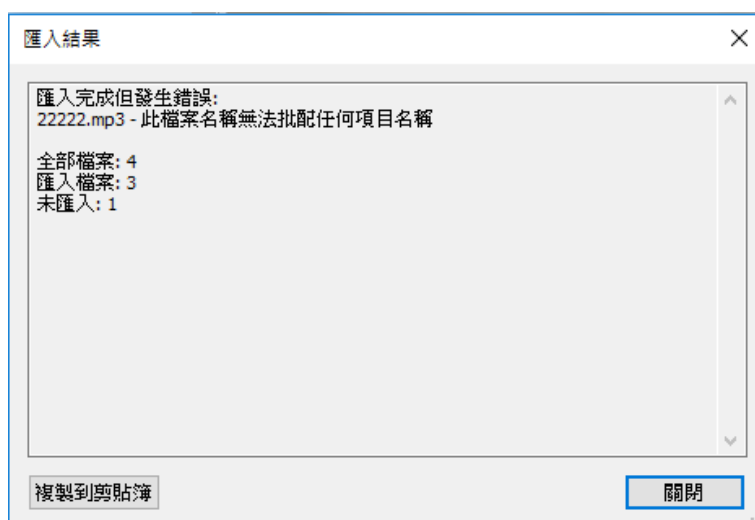 匯入結果
匯入完成但發生錯誤:
22222.mp3 - 此檔案名稱無法批配任何項目名稱
全部檔案: 4
匯入檔案: 3
未匯入: 1
複製到剪貼簿
關閉